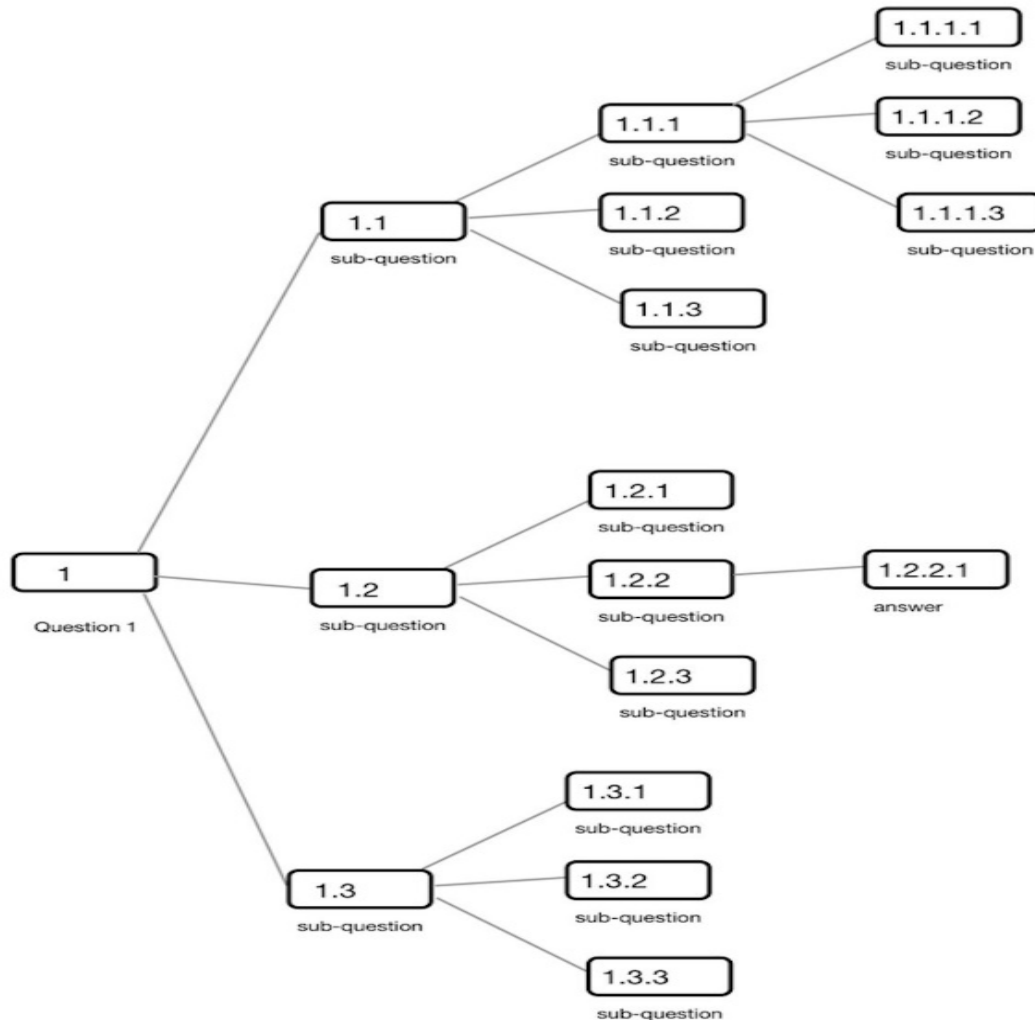 1.1.1.1
sub-question
1.1.1
sub-question
1.1.1.2
sub-question
1.1
sub-question
1.1.2
sub-question
1.1.1.3
sub-question
1.1.3
sub-question
1.2.1
sub-question
1
Question 1
1.2
sub-question
1.2.2
sub-question
1.2.2.1
answer
1.2.3
sub-question
1.3.1
sub-question
1.3
sub-question
1.3.2
sub-question
1.3.3
sub-question